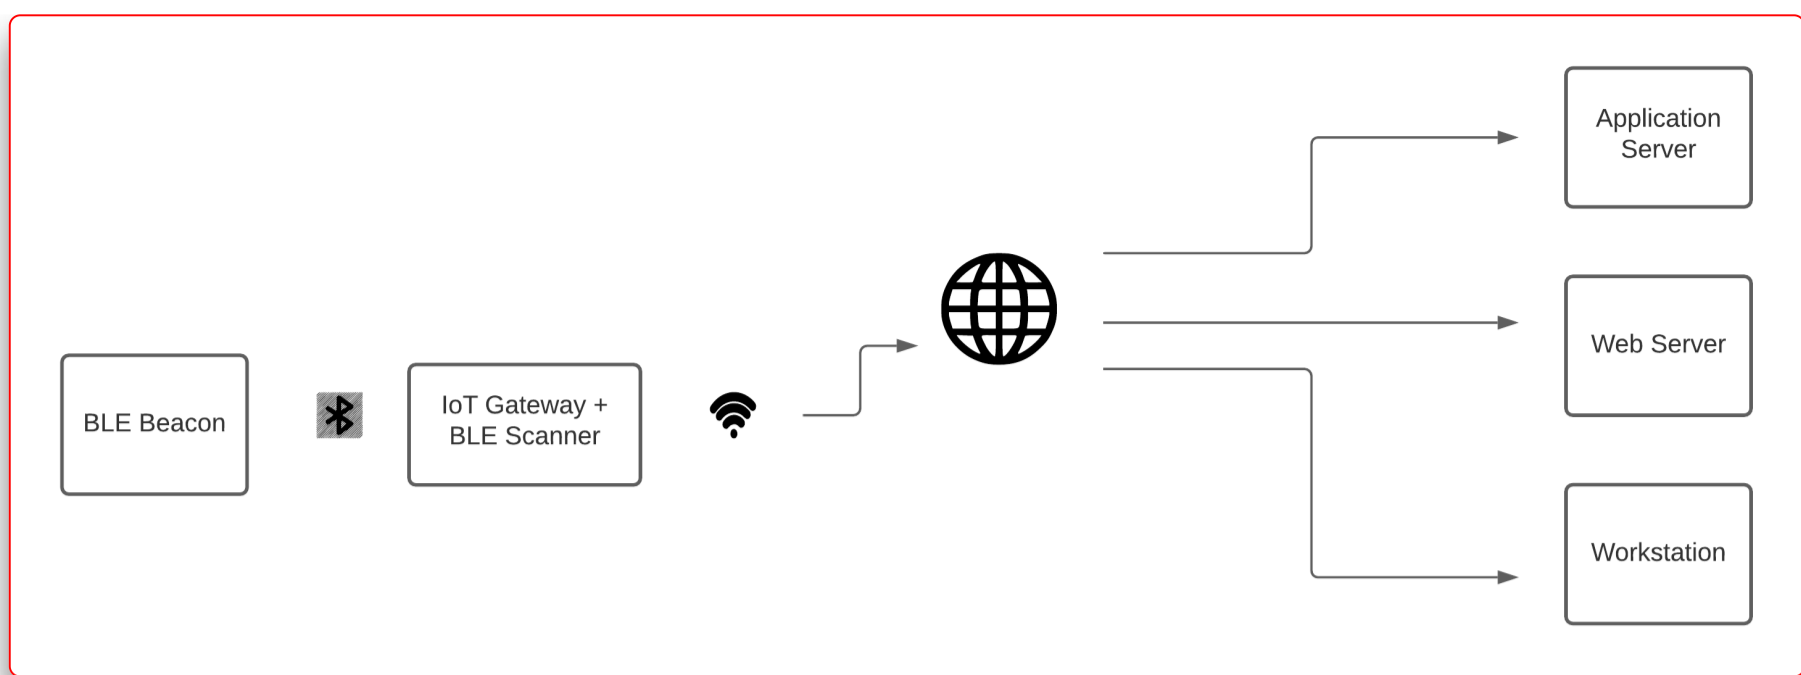 Application
Server
Web Server
BLE Beacon
IoT Gateway +
BLE Scanner
Workstation